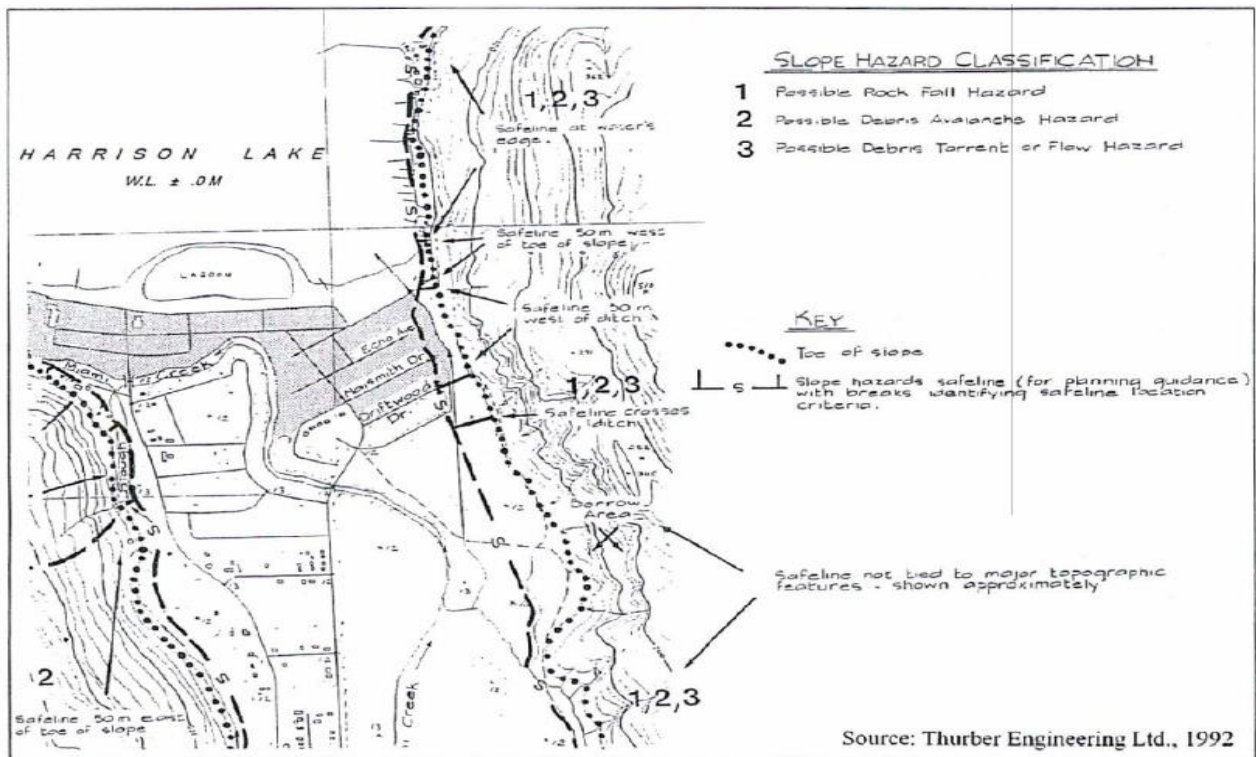 SLOPE HAZARD CLASSIFICATION
1 Possible Rock Fall Hazard
2 Possible Debris Avalanche Hazard
3 Possible Debris Torrent or Flow Hazard
1,2,3
Safeline at water's
edge.
HARRISON LAKE
W.L. ± .0M
S
S
Safeline 50m west
of toe of slope
LAGOON
Safeline 50m
west of ditch
KEY
Toe of slope
S
Slope hazards safeline (for planning guidance)
with breaks identifying safeline location
criteria.
Echo Ave
Naismith Dr.
Driftwood
Dr.
Miami
Creek
1,2,3
S
Safeline crosses
ditch
Slough
Borrow
Area
S
S
Safeline not tied to major topographic
features - shown approximately
2
S
S
Creek
1,2,3
Safeline 50m east
of toe of slope
Source: Thurber Engineering Ltd., 1992